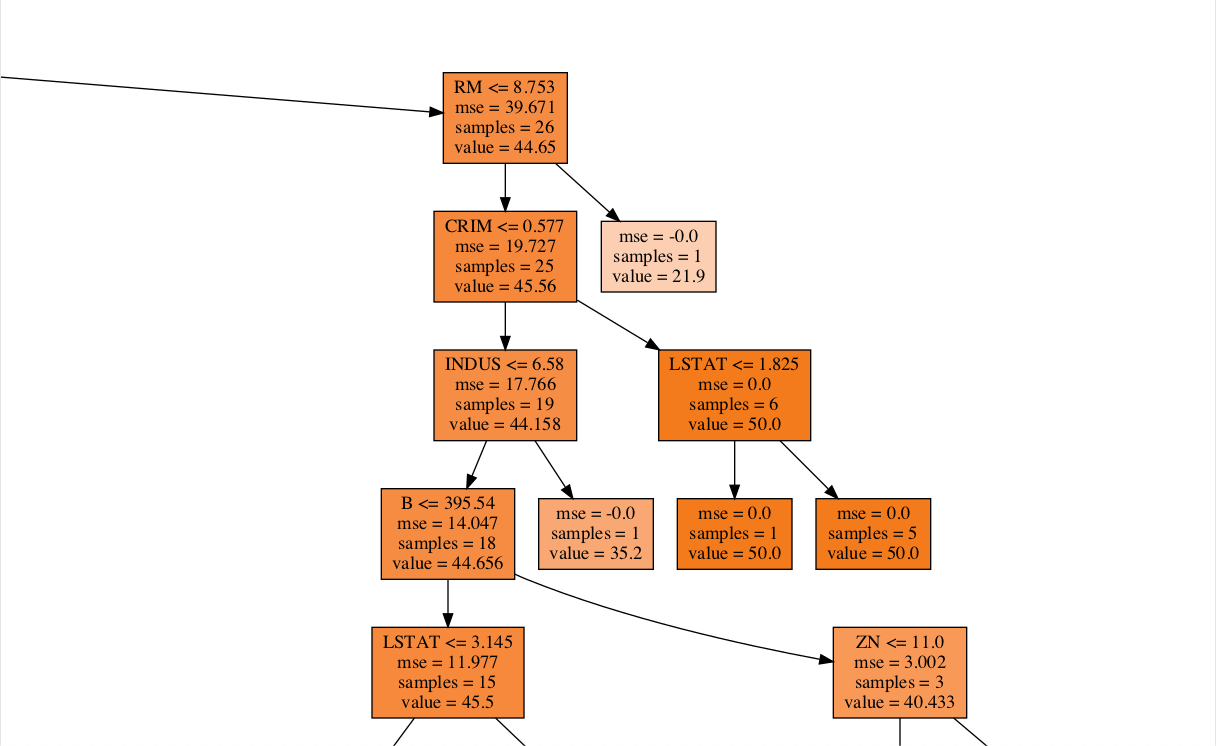 RM <= 8.753
mse = 39.671
samples = 26
value = 44.65
CRIM <= 0.577
mse = 19.727
samples = 25
value = 45.56
mse = -0.0
samples = 1
value = 21.9
INDUS <= 6.58
mse = 17.766
samples = 19
value = 44.158
LSTAT <= 1.825
mse = 0.0
samples = 6
value = 50.0
B <= 395.54
mse = 14.047
samples = 18
value = 44.656
mse = -0.0
samples = 1
value = 35.2
mse = 0.0
samples = 1
value = 50.0
mse = 0.0
samples = 5
value = 50.0
LSTAT <= 3.145
mse = 11.977
samples = 15
value = 45.5
ZN <= 11.0
mse = 3.002
samples = 3
value = 40.433